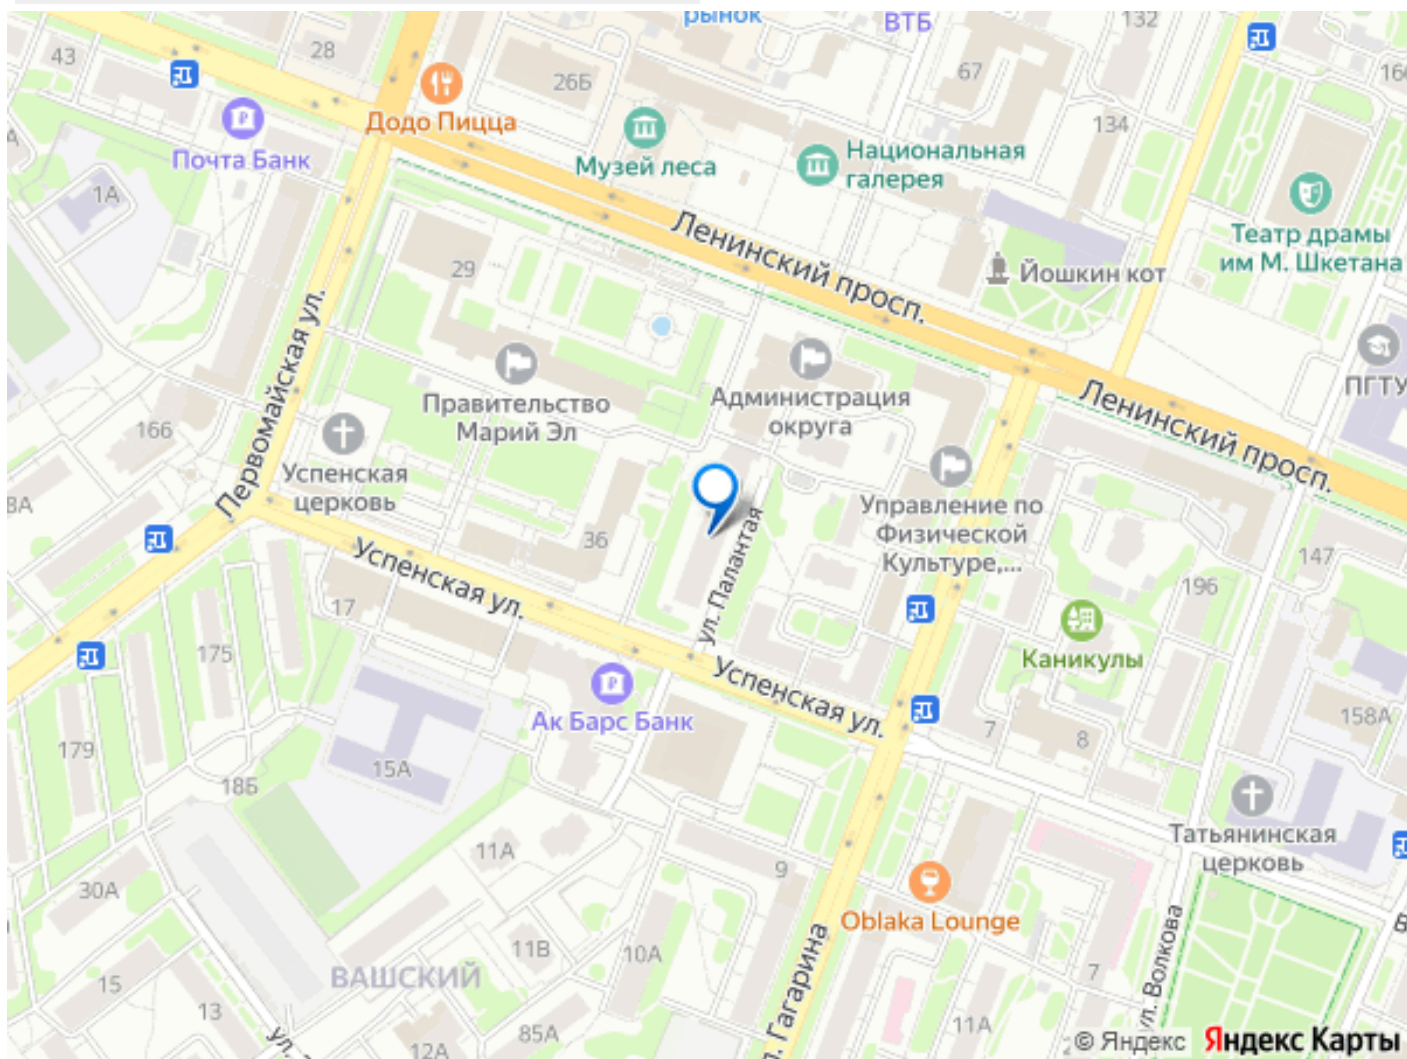 рынок
ВТБ
132
43
28
26Б
67
166
Додо Пицца
134
Почта Банк
Музей леса
Национальная
галерея
1А
Театр драмы
им М. Шкетана
Ленинский просп.
29
Йошкин кот
Первомайская ул.
Правительство
Марий Эл
Администрация
округа
ПГТУ
Ленинский просп.
166
Успенская
церковь
8А
Управление по
Физической
Культуре,...
36
ул. Палантая
147
196
Успенская ул.
17
175
Каникулы
Успенская ул.
Ак Барс Банк
158А
7
8
179
15А
18Б
Татьянинская
церковь
11А
9
30А
Oblaka Lounge
11В
10А
ВАШСКИЙ
7
ул. Волкова
15
13
ул. Гагарина
11А
85А
12А
ул.
© Яндекс Яндекс Карты